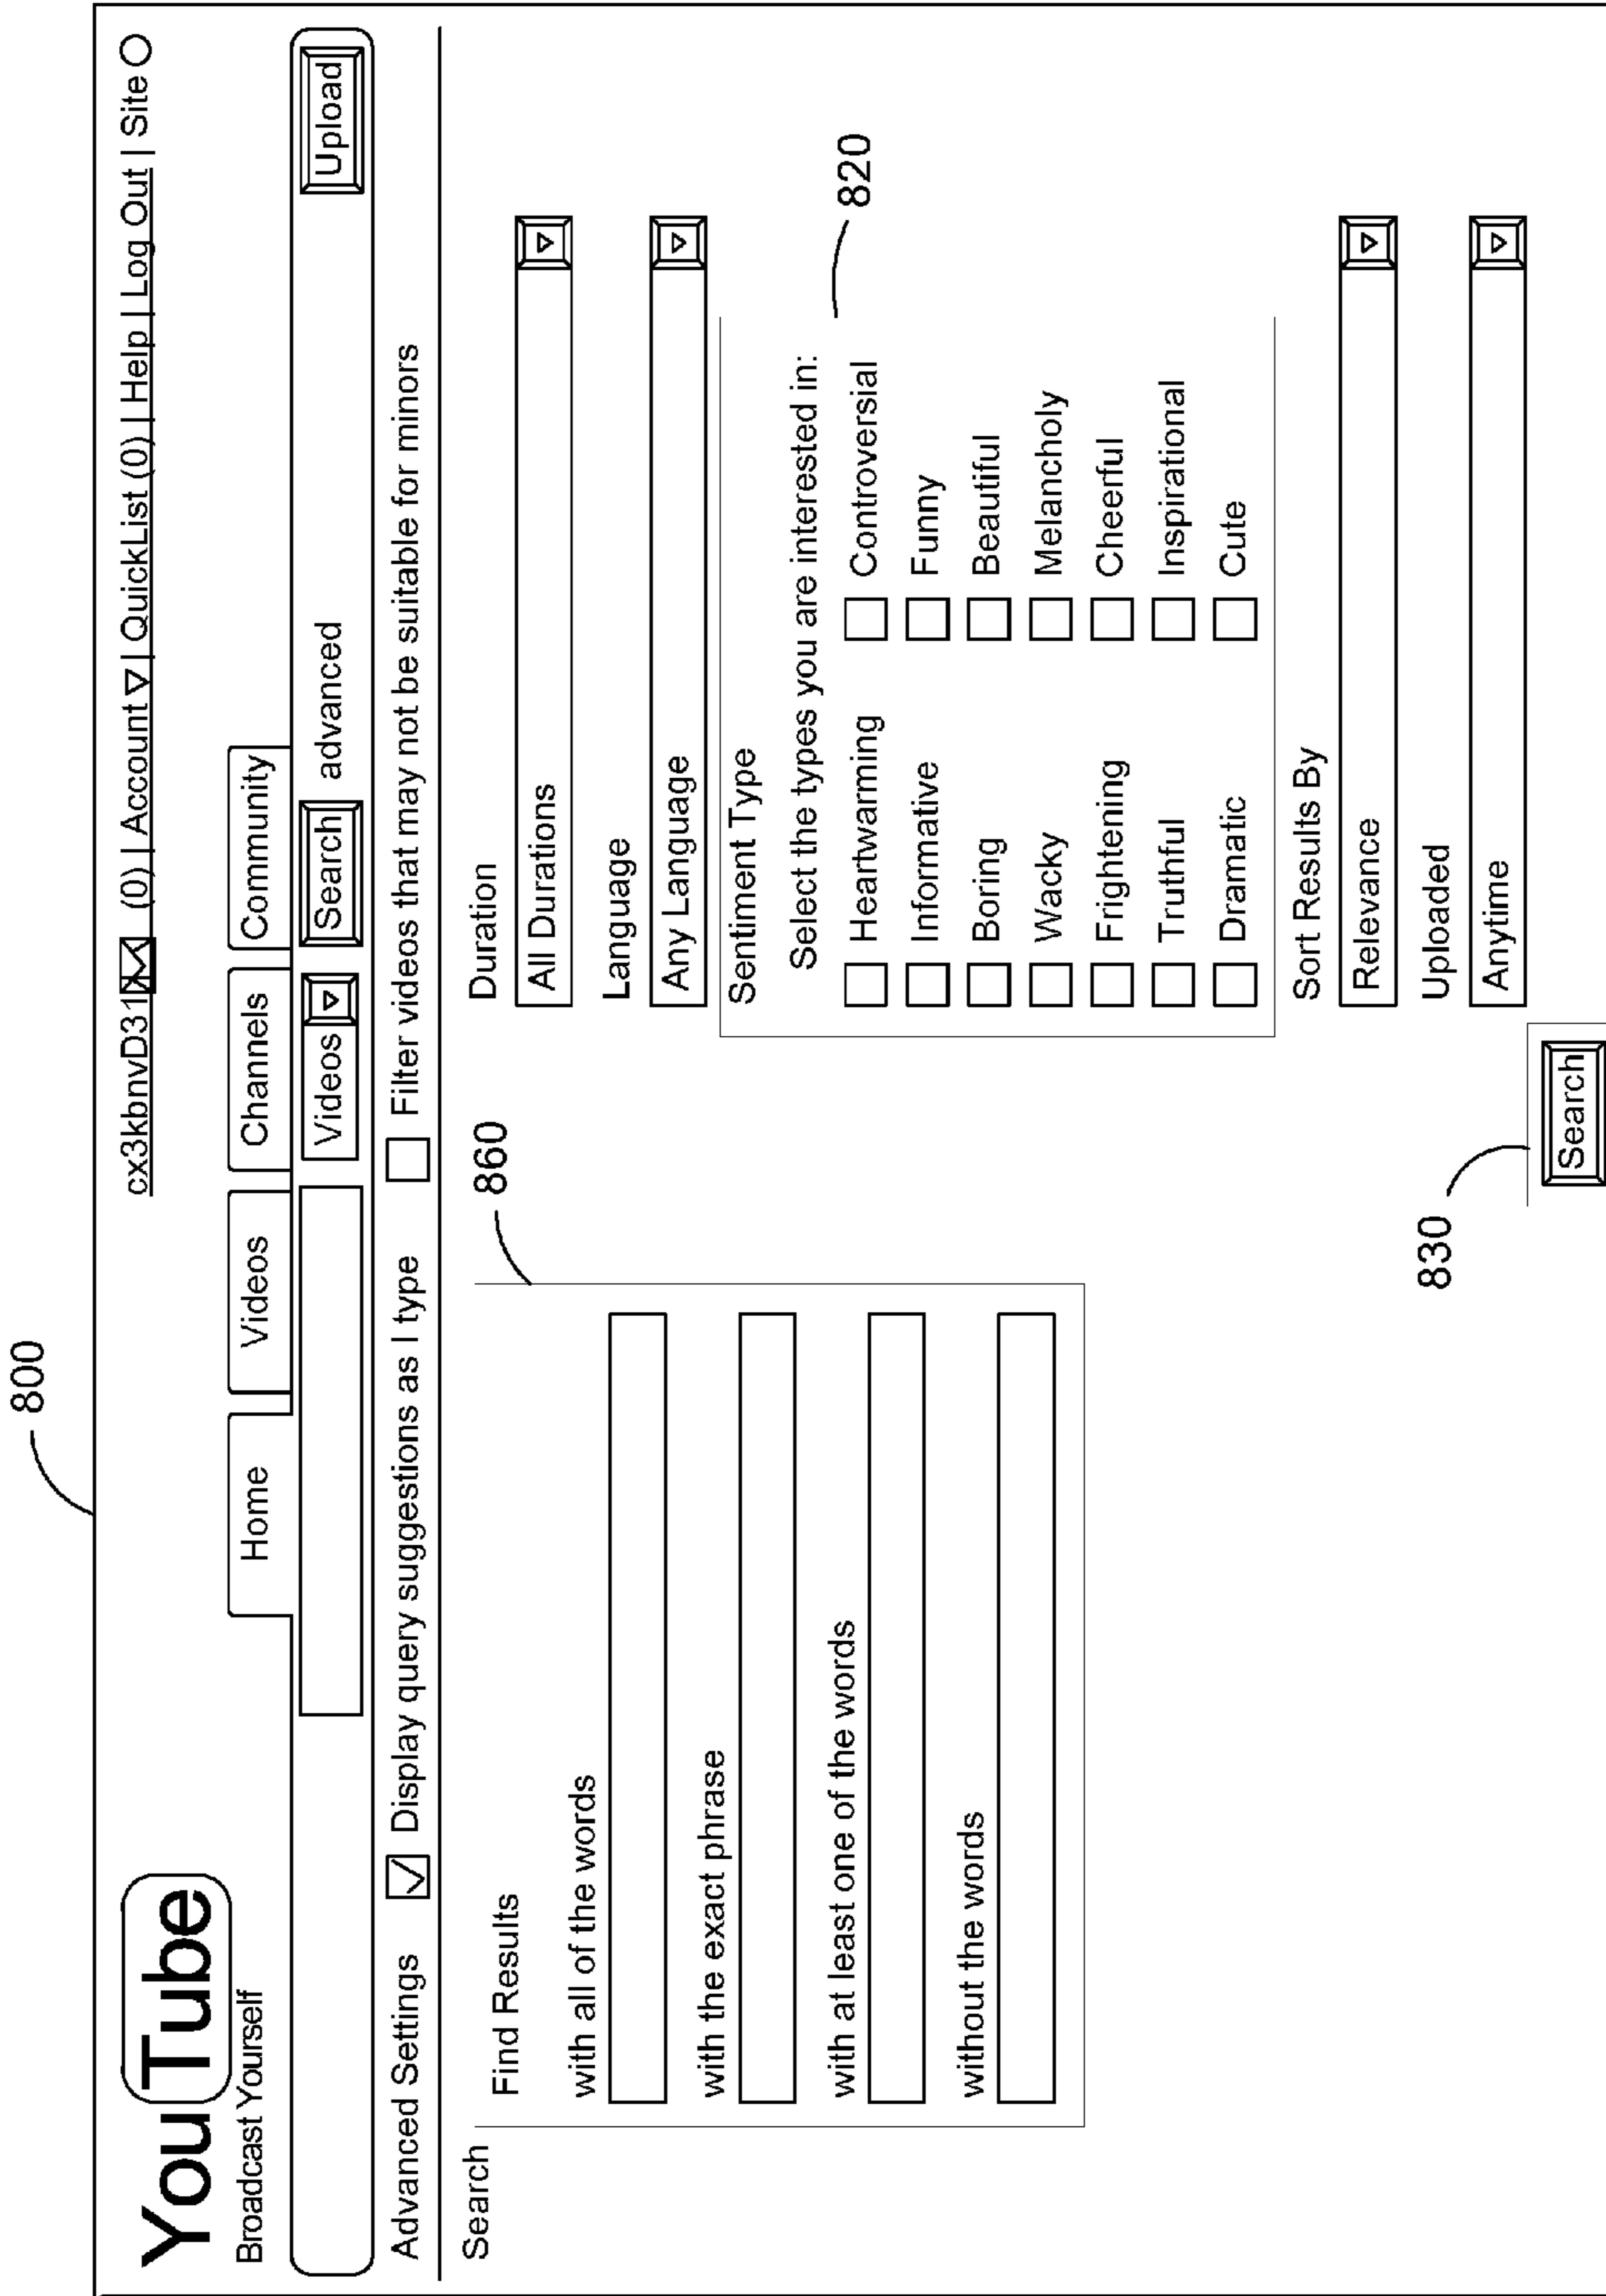 800
cx3kbnvD31 (0) | Account | QuickList (0) | Help | Log Out | Site
YouTube
Broadcast Yourself
Home Videos Channels Community
Videos Search advanced Upload
Advanced Settings Display query suggestions as I type Filter videos that may not be suitable for minors
Search
Find Results
with all of the words
with the exact phrase
with at least one of the words
without the words
860
Duration
All Durations
Language
Any Language
Sentiment Type
Select the types you are interested in:
820
Heartwarming Controversial
Informative Funny
Boring Beautiful
Wacky Melancholy
Frightening Cheerful
Truthful Inspirational
Dramatic Cute
Sort Results By
Relevance
Uploaded
Anytime
830
Search